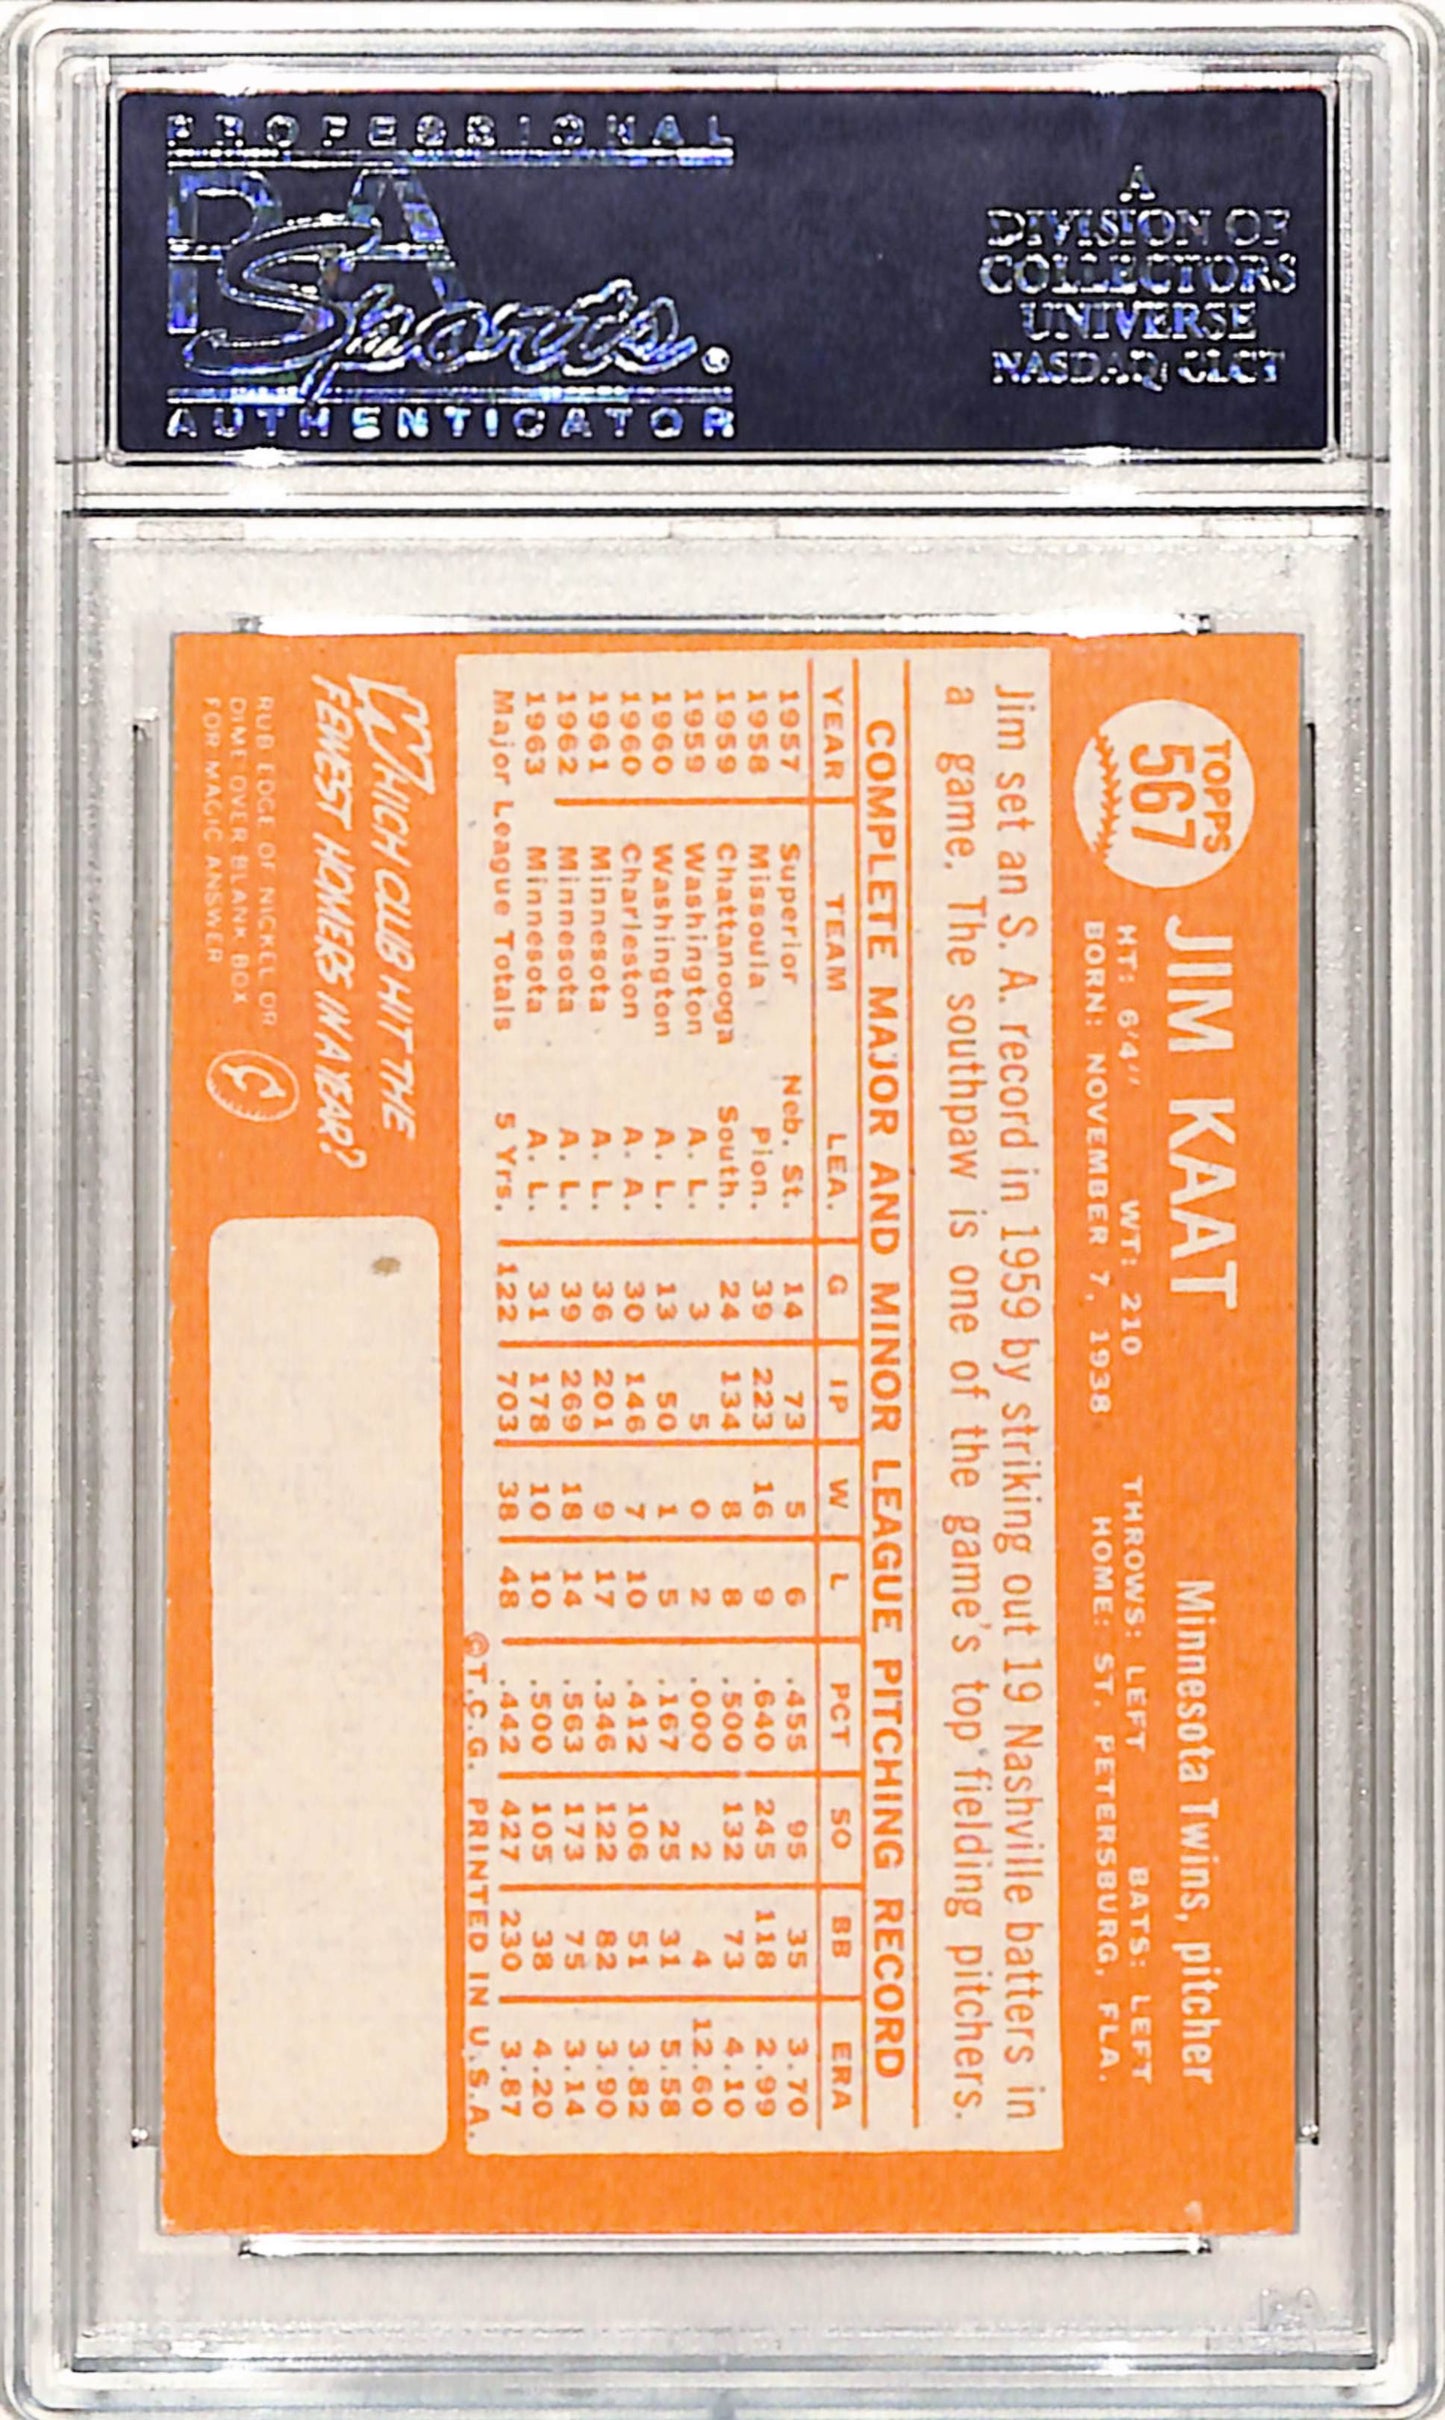 PROFESSIONAL
PSA
Sports.
AUTHENTICATOR
A
DIVISION OF
COLLECTORS
UNIVERSE
NASDAQ: CLCT
TOPPS
567
JIM KAAT Minnesota Twins, pitcher
HT: 6'4" WT: 210 THROWS: LEFT BATS: LEFT
BORN: NOVEMBER 7, 1938 HOME: ST. PETERSBURG, FLA.
Jim set an S. A. record in 1959 by striking out 19 Nashville batters in
a game. The southpaw is one of the game's top fielding pitchers.
COMPLETE MAJOR AND MINOR LEAGUE PITCHING RECORD
YEAR TEAM LEA. G IP W L PCT SO BB ERA
1957 Superior Neb. St. 14 73 5 6 .455 95 35 3.70
1958 Missoula Pion. 39 223 16 9 .640 245 118 2.99
1959 Chattanooga South. 24 134 8 8 .500 132 73 4.10
1959 Washington A. L. 3 5 0 2 .000 2 4 12.60
1960 Washington A. L. 13 50 1 5 .167 25 31 5.58
1960 Charleston A. A. 30 146 7 10 .412 106 51 3.82
1961 Minnesota A. L. 36 201 9 17 .346 122 82 3.90
1962 Minnesota A. L. 39 269 18 14 .563 173 75 3.14
1963 Minnesota A. L. 31 178 10 10 .500 105 38 4.20
Major League Totals 5 Yrs. 122 703 38 48 .442 427 230 3.87
©T.C.G. PRINTED IN U.S.A.
WHICH CLUB HIT THE
FEWEST HOMERS IN A YEAR?
RUB EDGE OF NICKEL OR
DIME OVER BLANK BOX
FOR MAGIC ANSWER